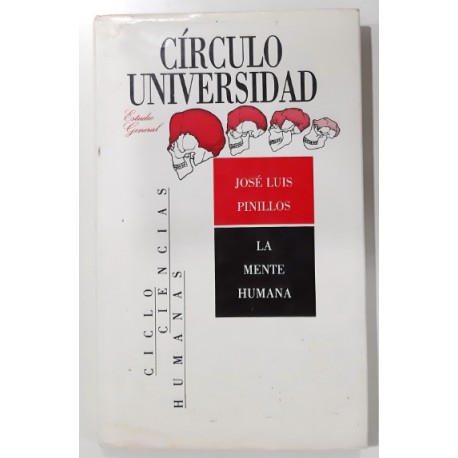 CÍRCULO
UNIVERSIDAD
Estudio
General
JOSÉ LUIS
PINILLOS
LA
MENTE
HUMANA
CICLO
CIENCIAS
HUMANAS